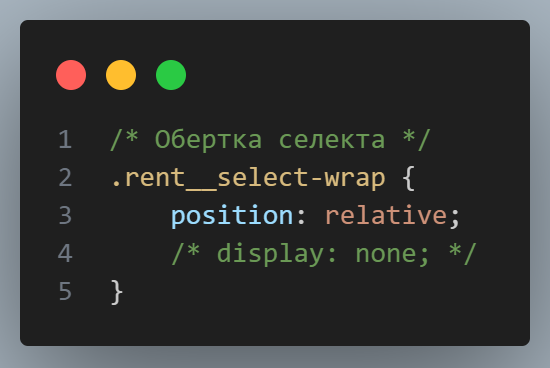 1 /* Обертка селекта */
2 .rent__select-wrap {
3     position: relative;
4     /* display: none; */
5 }